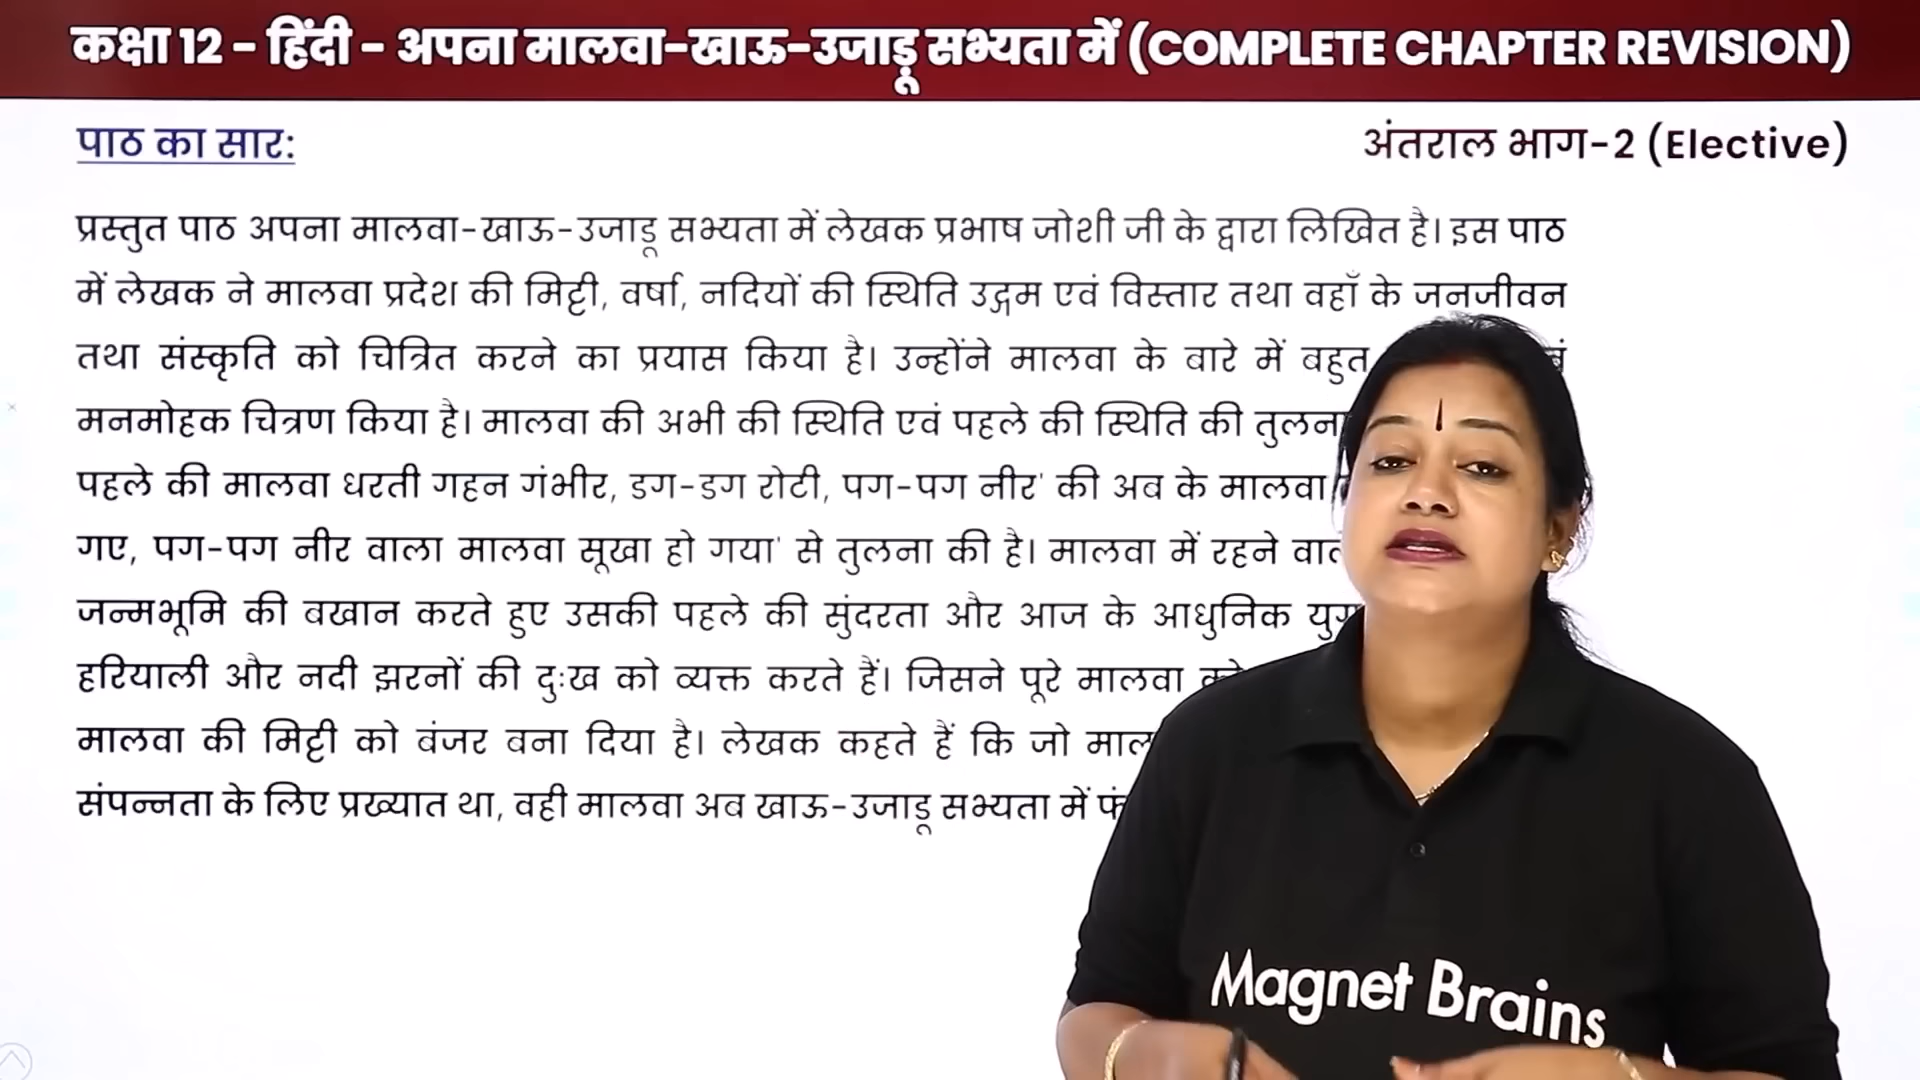 कक्षा 12 - हिंदी - अपना मालवा-खाऊ-उजाड़ू सभ्यता में (COMPLETE CHAPTER REVISION)
पाठ का सार:
अंतराल भाग-2 (Elective)
प्रस्तुत पाठ अपना मालवा-खाऊ-उजाडू सभ्यता में लेखक प्रभाष जोशी जी के द्वारा लिखित है। इस पाठ
में लेखक ने मालवा प्रदेश की मिट्टी, वर्षा, नदियों की स्थिति उद्गम एवं विस्तार तथा वहाँ के जनजीवन
तथा संस्कृति को चित्रित करने का प्रयास किया है। उन्होंने मालवा के बारे में बहुत
मनमोहक चित्रण किया है। मालवा की अभी की स्थिति एवं पहले की स्थिति की
पहले की मालवा धरती गहन गंभीर, डग-डग रोटी, पग-पग नीर' की अब के मालवा
गए, पग-पग नीर वाला मालवा सूखा हो गया' से तुलना की है। मालवा में रहने
जन्मभूमि की बखान करते हुए उसकी पहले की सुंदरता और आज के आधुनिक
हरियाली और नदी झरनों की दुःख को व्यक्त करते हैं। जिसने पूरे मालवा
मालवा की मिट्टी को बंजर बना दिया है। लेखक कहते हैं कि जो
संपन्नता के लिए प्रख्यात था, वही मालवा अब खाऊ-उजाडू सभ्यता में
Magnet Brains